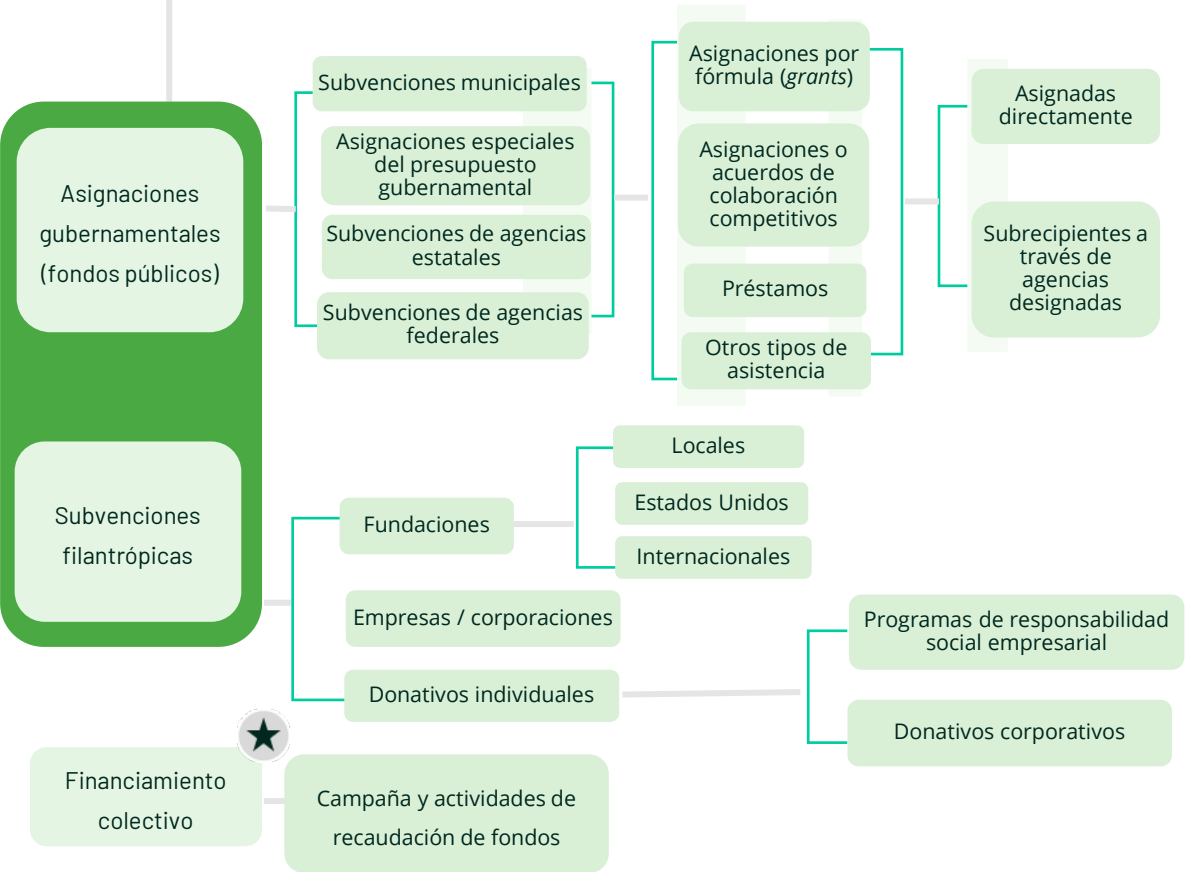 Asignaciones
gubernamentales
(fondos públicos)
Subvenciones municipales
Asignaciones especiales
del presupuesto
gubernamental
Subvenciones de agencias
estatales
Subvenciones de agencias
federales
Asignaciones por
fórmula (grants)
Asignaciones o
acuerdos de
colaboración
competitivos
Préstamos
Otros tipos de
asistencia
Asignadas
directamente
Subrecipientes a
través de
agencias
designadas
Subvenciones
filantrópicas
Fundaciones
Locales
Estados Unidos
Internacionales
Empresas / corporaciones
Donativos individuales
Programas de responsabilidad
social empresarial
Donativos corporativos
Financiamiento
colectivo
Campaña y actividades de
recaudación de fondos